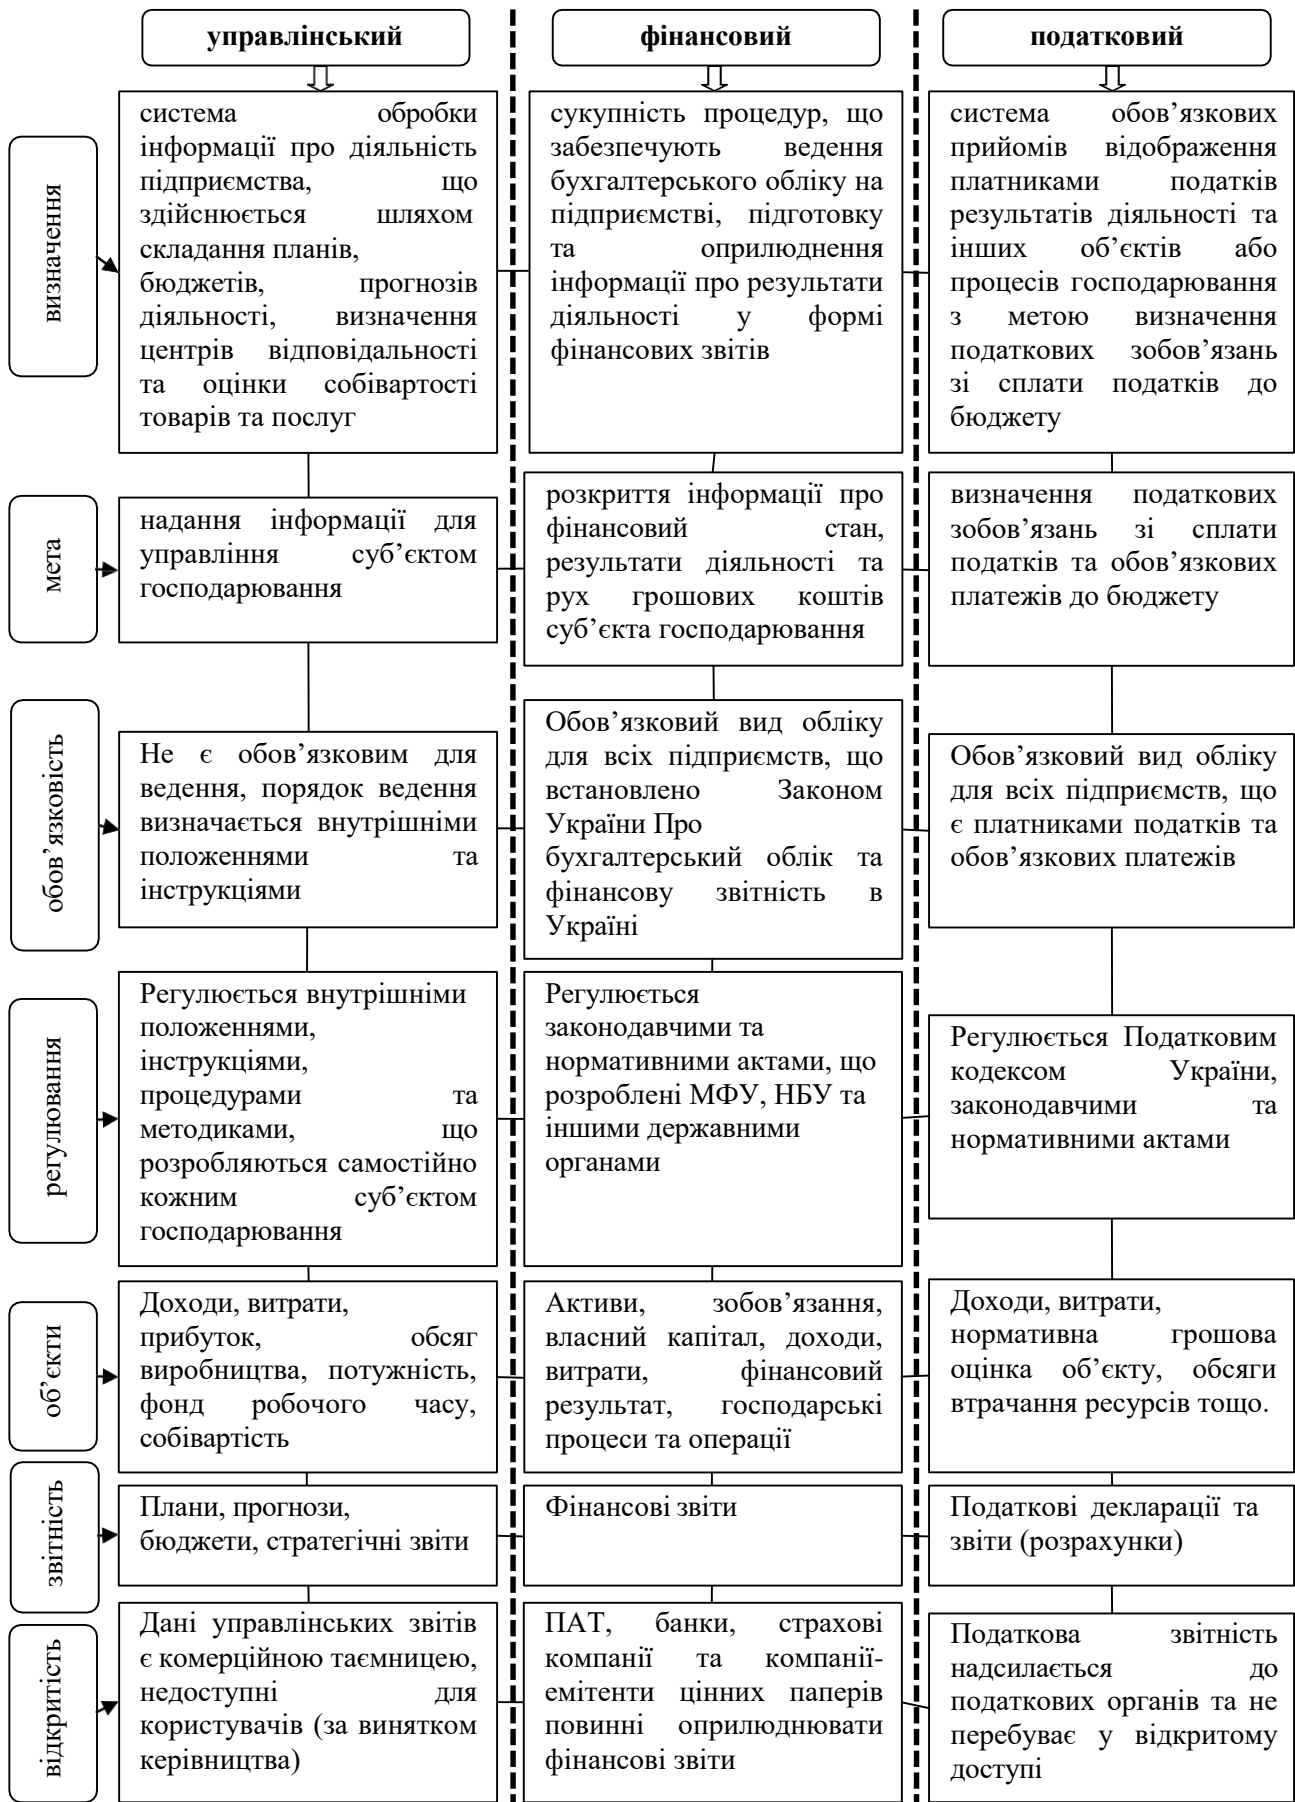 управлінський
фінансовий
податковий
визначення
система обробки
інформації про діяльність
підприємства, що
здійснюється шляхом
складання планів,
бюджетів, прогнозів
діяльності, визначення
центрів відповідальності
та оцінки собівартості
товарів та послуг
сукупність процедур, що
забезпечують ведення
бухгалтерського обліку на
підприємстві, підготовку
та оприлюднення
інформації про результати
діяльності у формі
фінансових звітів
система обов’язкових
прийомів відображення
платниками податків
результатів діяльності та
інших об’єктів або
процесів господарювання
з метою визначення
податкових зобов’язань
зі сплати податків до
бюджету
мета
надання інформації для
управління суб’єктом
господарювання
розкриття інформації про
фінансовий стан,
результати діяльності та
рух грошових коштів
суб’єкта господарювання
визначення податкових
зобов’язань зі сплати
податків та обов’язкових
платежів до бюджету
обов’язковість
Не є обов’язковим для
ведення, порядок ведення
визначається внутрішніми
положеннями та
інструкціями
Обов’язковий вид обліку
для всіх підприємств, що
встановлено Законом
України Про
бухгалтерський облік та
фінансову звітність в
Україні
Обов’язковий вид обліку
для всіх підприємств, що
є платниками податків та
обов’язкових платежів
регулювання
Регулюється внутрішніми
положеннями,
інструкціями,
процедурами та
методиками, що
розробляються самостійно
кожним суб’єктом
господарювання
Регулюється
законодавчими та
нормативними актами, що
розроблені МФУ, НБУ та
іншими державними
органами
Регулюється Податковим
кодексом України,
законодавчими та
нормативними актами
об’єкти
Доходи, витрати,
прибуток, обсяг
виробництва, потужність,
фонд робочого часу,
собівартість
Активи, зобов’язання,
власний капітал, доходи,
витрати, фінансовий
результат, господарські
процеси та операції
Доходи, витрати,
нормативна грошова
оцінка об’єкту, обсяги
втрачання ресурсів тощо.
звітність
Плани, прогнози,
бюджети, стратегічні звіти
Фінансові звіти
Податкові декларації та
звіти (розрахунки)
відкритість
Дані управлінських звітів
є комерційною таємницею,
недоступні для
користувачів (за винятком
керівництва)
ПАТ, банки, страхові
компанії та компанії-
емітенти цінних паперів
повинні оприлюднювати
фінансові звіти
Податкова звітність
надсилається до
податкових органів та не
перебуває у відкритому
доступі